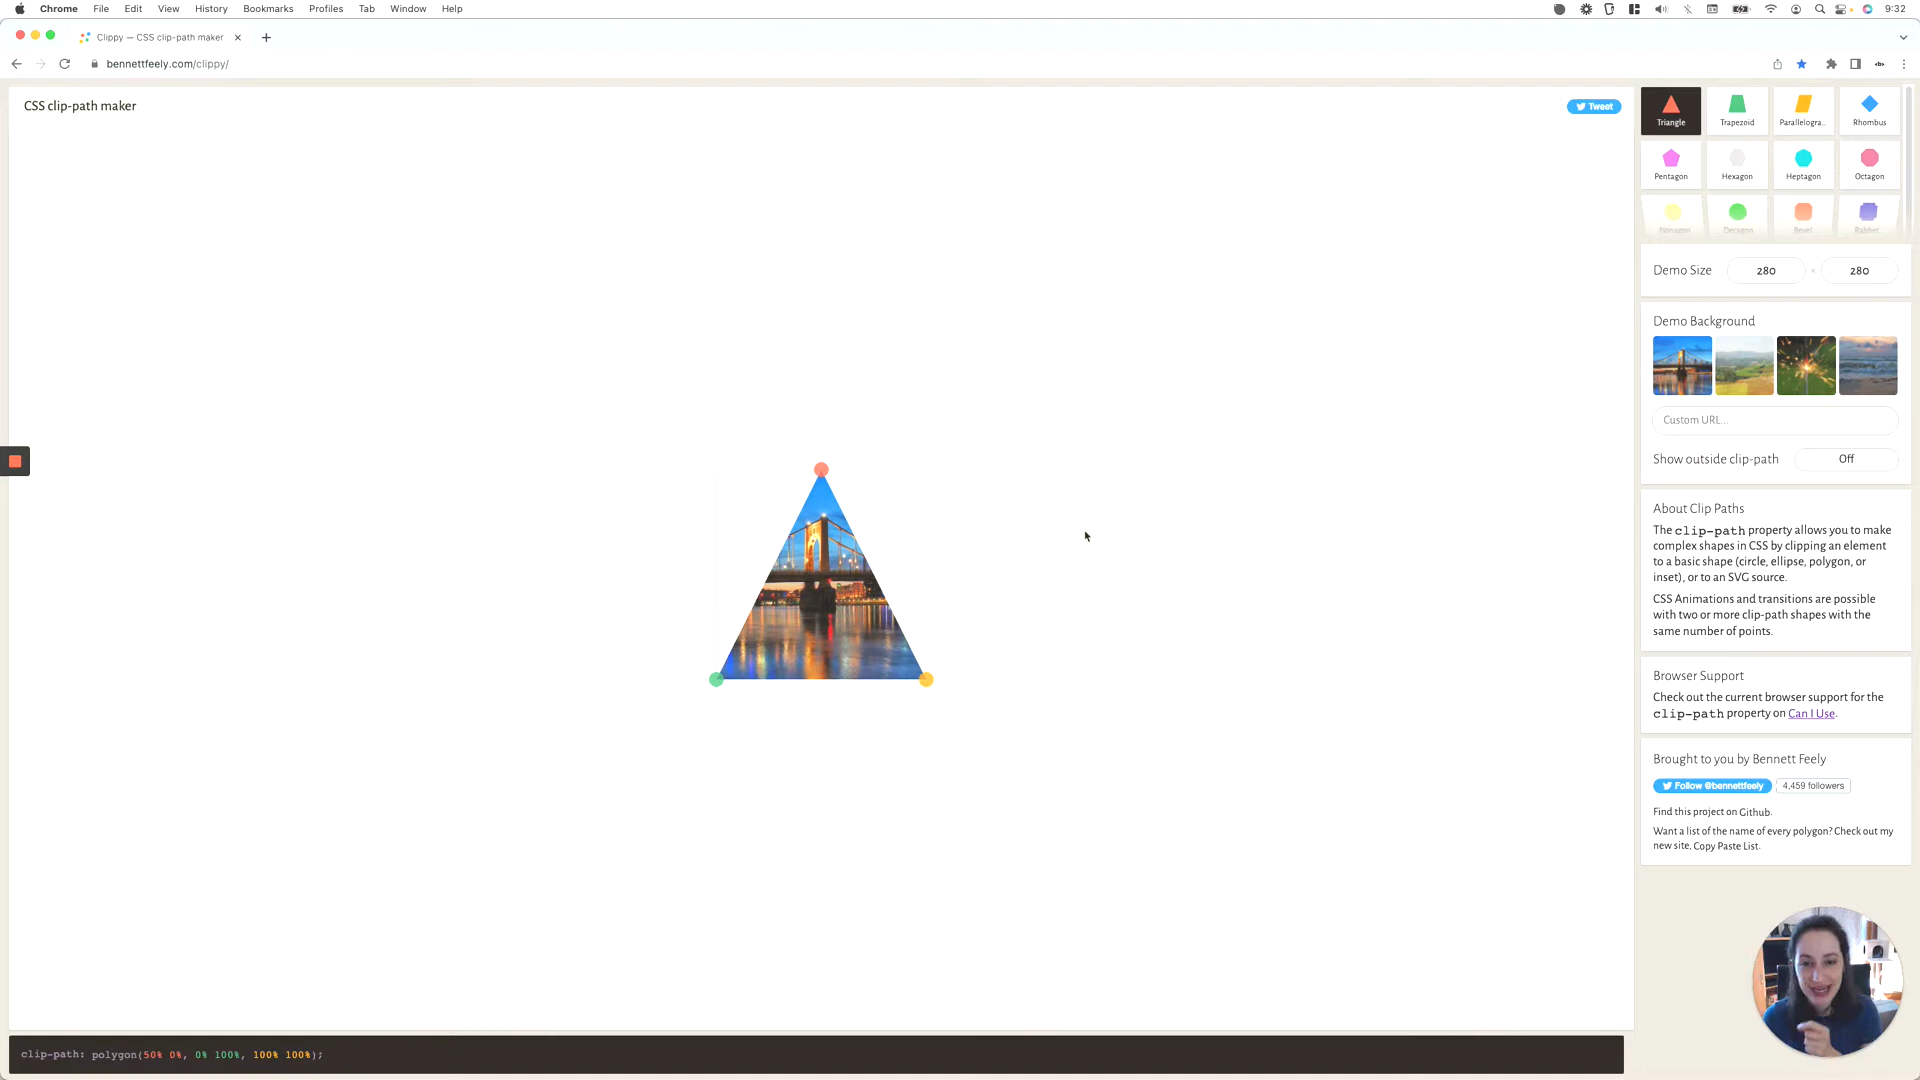 Chrome File Edit View History Bookmarks Profiles Tab Window Help 9:32
Clippy — CSS clip-path maker
bennettfeely.com/clippy/
CSS clip-path maker
Tweet
Triangle Trapezoid Parallelogra... Rhombus
Pentagon Hexagon Heptagon Octagon
Nonagon Decagon Bevel Rabbet
Demo Size 280 × 280
Demo Background
Custom URL...
Show outside clip-path Off
About Clip Paths
The clip-path property allows you to make
complex shapes in CSS by clipping an element
to a basic shape (circle, ellipse, polygon, or
inset), or to an SVG source.
CSS Animations and transitions are possible
with two or more clip-path shapes with the
same number of points.
Browser Support
Check out the current browser support for the
clip-path property on Can I Use.
Brought to you by Bennett Feely
Follow @bennettfeely 4,459 followers
Find this project on Github.
Want a list of the name of every polygon? Check out my
new site, Copy Paste List.
clip-path: polygon(50% 0%, 0% 100%, 100% 100%);